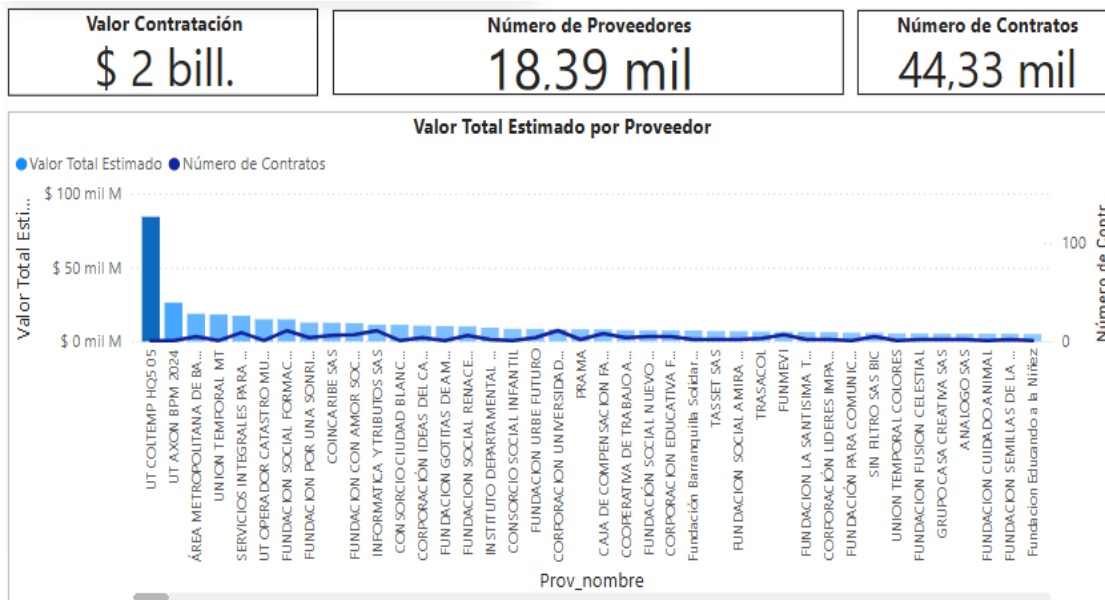 Valor Contratación
$ 2 bill.
Número de Proveedores
18,39 mil
Número de Contratos
44,33 mil
Valor Total Estimado por Proveedor
Valor Total Estimado
Número de Contratos
Valor Total Esti...
$ 100 mil M
$ 50 mil M
$ 0 mil M
100
0
Número de Contr
UT COLTEMP HQ5 05
UT AXON BPM 2024
ÁREA METROPOLITANA DE BA...
UNION TEMPORAL MT
SERVICIOS INTEGRALES PARA ...
UT OPERADOR CATASTRO MU...
FUNDACION SOCIAL FORMAC...
FUNDACION POR UNA SONRI...
COINCARIBE SAS
FUNDACION CON AMOR SOC...
INFORMATICA Y TRIBUTOS SAS
CONSORCIO CIUDAD BLANC...
CORPORACIÓN IDEAS DEL CA...
FUNDACION GOTITAS DE AM...
FUNDACION SOCIAL RENACE...
INSTITUTO DEPARTAMENTAL ...
CONSORCIO SOCIAL INFANTIL
FUNDACION URBE FUTURO
CORPORACION UNIVERSIDAD...
PRAMA
CAJA DE COMPENSACION FA...
COOPERATIVA DE TRABAJO A...
FUNDACIÓN SOCIAL NUEVO ...
CORPORACION EDUCATIVA F...
Fundación Barranquilla Solidar...
TASSET SAS
FUNDACION SOCIAL AMIRA ...
TRASACOL
FUNMEVI
FUNDACION LA SANTISIMA T...
CORPORACIÓN LIDERES IMPA...
FUNDACIÓN PARA COMUNIC...
SIN FILTRO SAS BIC
UNION TEMPORAL COLORES
FUNDACION FUSION CELESTIAL
GRUPO CASA CREATIVA SAS
ANALOGO SAS
FUNDACION CUIDADO ANIMAL
FUNDACION SEMILLAS DE LA ...
Fundacion Educando a la Niñez
Prov_nombre